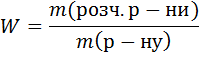 W = m(розч. р − ни) / m(р − ну)